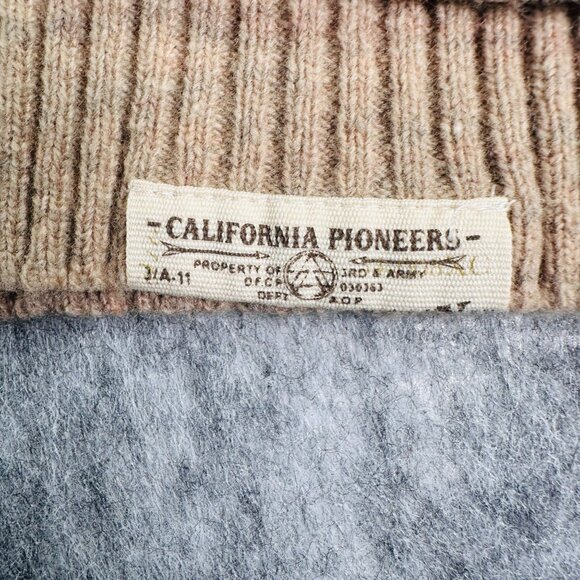 - CALIFORNIA PIONEERS -
PROPERTY OF 3RD & ARMY
3/A-11 O.F.C.P. 030363
DEPT A.O.P.